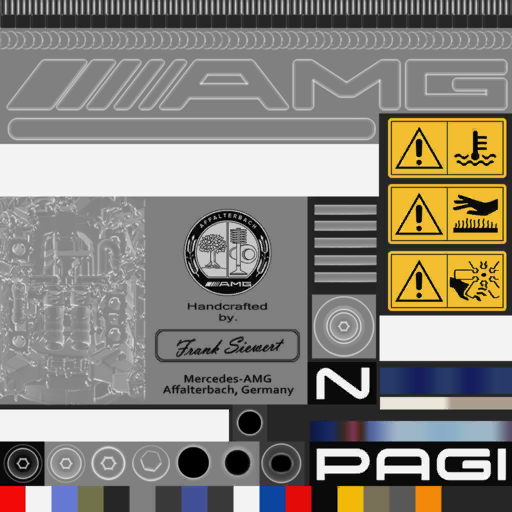 AMG
AFFALTERBACH
AMG
Handcrafted
by.
Frank Siewert
Mercedes-AMG
Affalterbach, Germany
N
PAGI